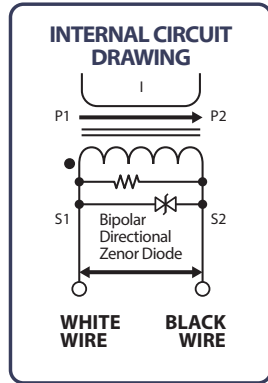 INTERNAL CIRCUIT
DRAWING
I
P1
P2
S1
S2
Bipolar
Directional
Zenor Diode
WHITE
WIRE
BLACK
WIRE